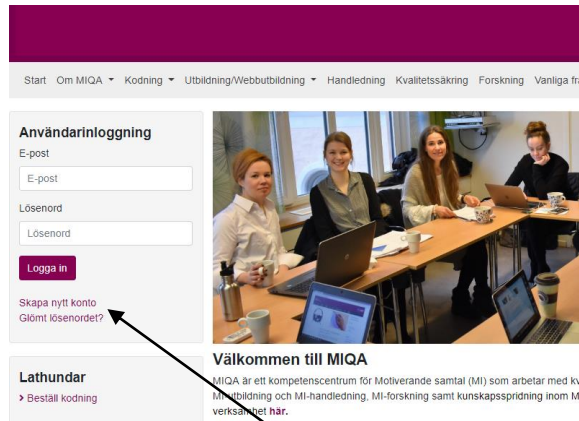 Start Om MIQA Kodning Utbildning/Webbutbildning Handledning Kvalitetssäkring Forskning Vanliga
Användarinloggning
E-post
E-post
Lösenord
Lösenord
Logga in
Skapa nytt konto
Glömt lösenordet?
Lathundar
Beställ kodning
Välkommen till MIQA
MIQA är ett kompetenscentrum för Motiverande samtal (MI) som arbetar med
MI-utbildning och MI-handledning, MI-forskning samt kunskapsspridning inom
verksamhet här.